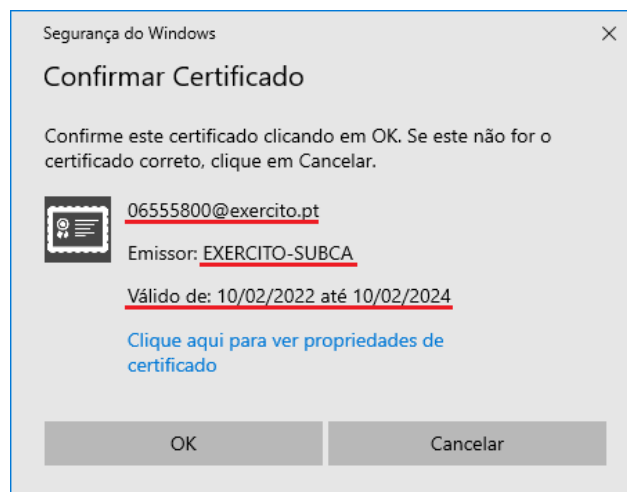 Segurança do Windows
Confirmar Certificado
Confirme este certificado clicando em OK. Se este não for o
certificado correto, clique em Cancelar.
06555800@exercito.pt
Emissor: EXERCITO-SUBCA
Válido de: 10/02/2022 até 10/02/2024
Clique aqui para ver propriedades de
certificado
OK
Cancelar